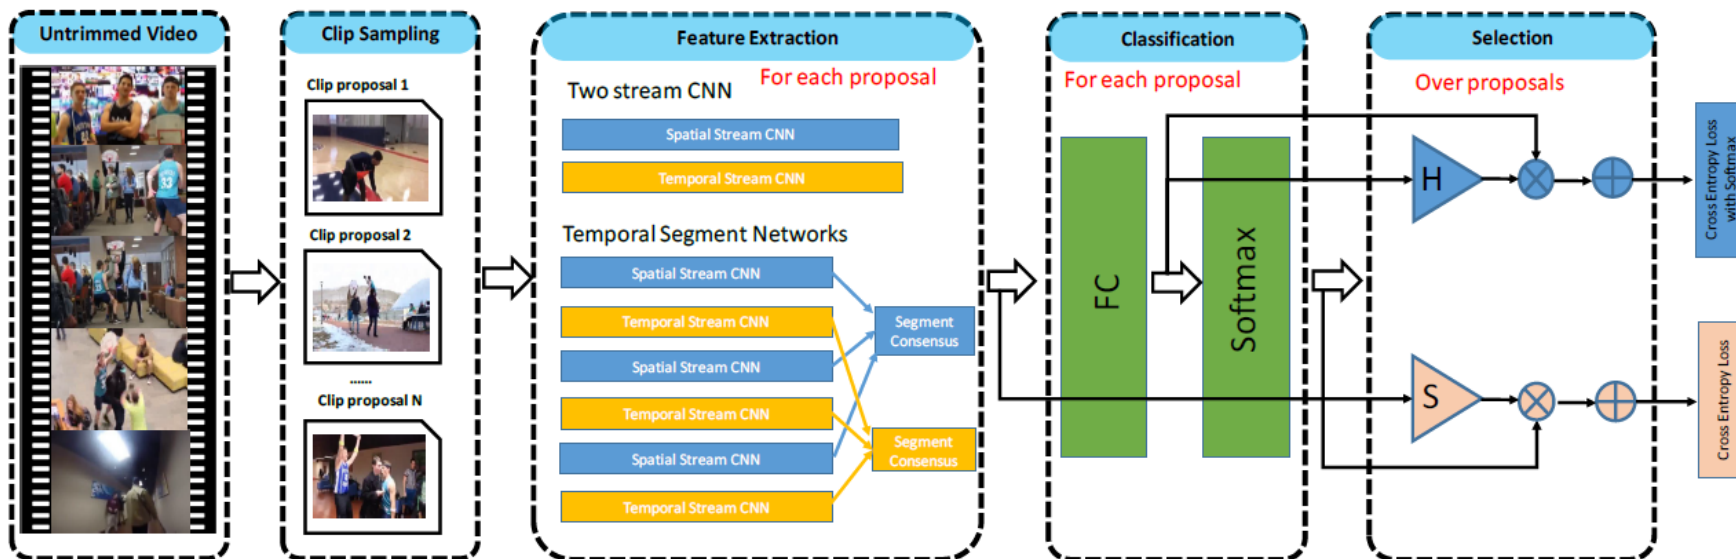 Untrimmed Video
Clip Sampling
Clip proposal 1
Clip proposal 2
......
Clip proposal N
Feature Extraction
For each proposal
Two stream CNN
Spatial Stream CNN
Temporal Stream CNN
Temporal Segment Networks
Spatial Stream CNN
Temporal Stream CNN
Spatial Stream CNN
Temporal Stream CNN
Spatial Stream CNN
Temporal Stream CNN
Segment
Consensus
Segment
Consensus
Classification
For each proposal
FC
Softmax
Selection
Over proposals
H
S
Cross Entropy Loss
with Softmax
Cross Entropy Loss
33